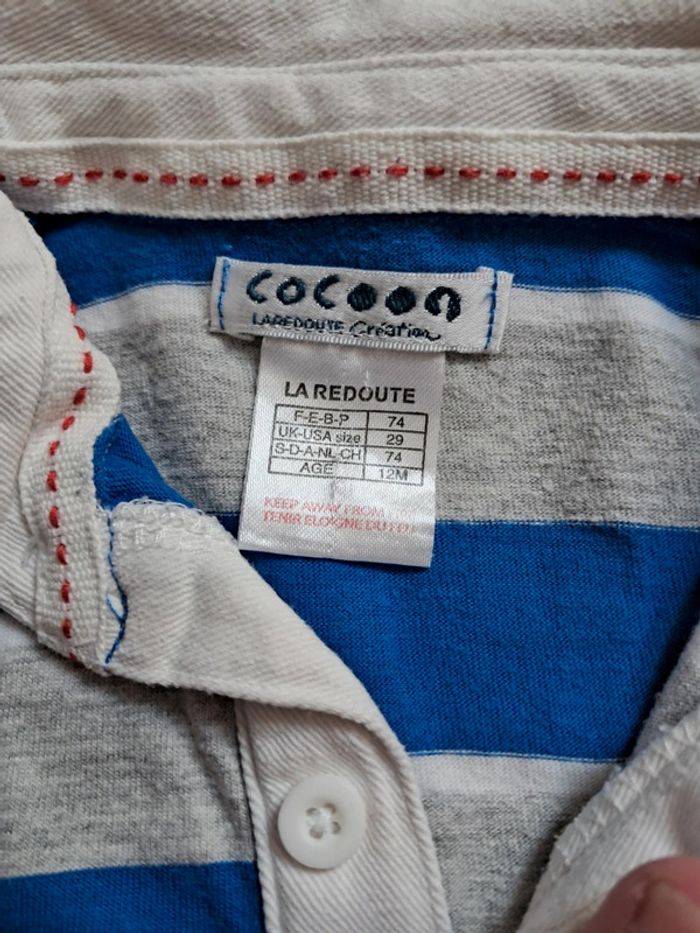 cocoon
LAREDOUTE Création
LA REDOUTE
F-E-B-P 74
UK-USA size 29
S-D-A-NL-CH 74
AGE 12M
KEEP AWAY FROM
TENIR ELOIGNE DU FEU